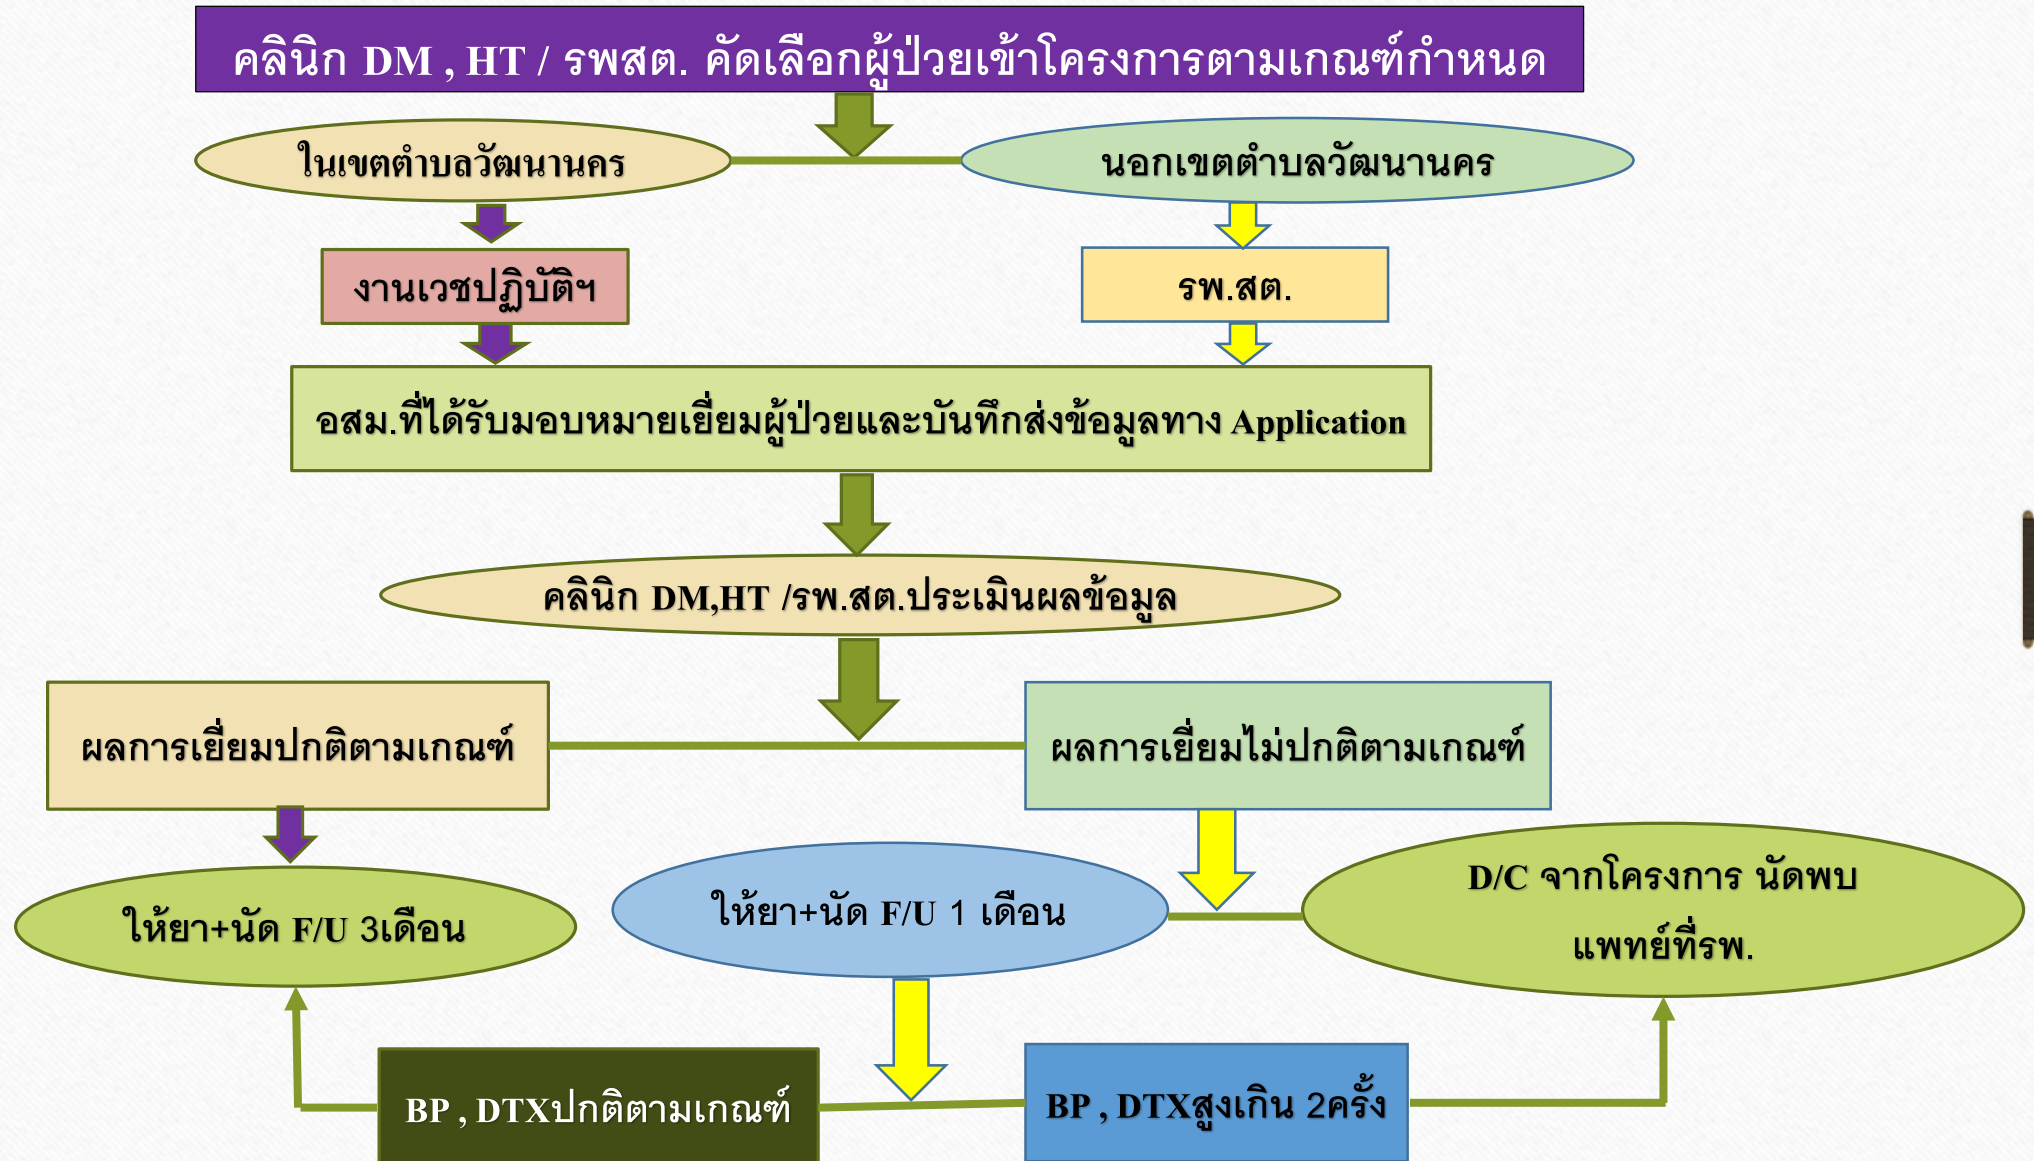 คลินิก DM , HT / รพสต. คัดเลือกผู้ป่วยเข้าโครงการตามเกณฑ์กำหนด
ในเขตตำบลวัฒนานคร
นอกเขตตำบลวัฒนานคร
งานเวชปฏิบัติฯ
รพ.สต.
อสม.ที่ได้รับมอบหมายเยี่ยมผู้ป่วยและบันทึกส่งข้อมูลทาง Application
คลินิก DM,HT /รพ.สต.ประเมินผลข้อมูล
ผลการเยี่ยมปกติตามเกณฑ์
ผลการเยี่ยมไม่ปกติตามเกณฑ์
ให้ยา+นัด F/U 3เดือน
ให้ยา+นัด F/U 1 เดือน
D/C จากโครงการ นัดพบ
แพทย์ที่รพ.
BP , DTXปกติตามเกณฑ์
BP , DTXสูงเกิน 2ครั้ง